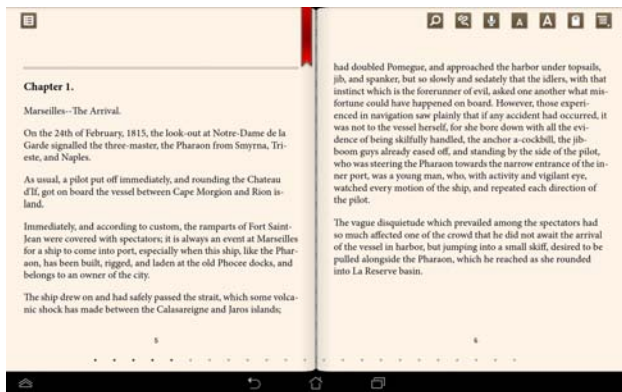 Chapter 1.
Marseilles--The Arrival.
On the 24th of February, 1815, the look-out at Notre-Dame de la
Garde signalled the three-master, the Pharaon from Smyrna, Tri-
este, and Naples.
As usual, a pilot put off immediately, and rounding the Chateau
d'If, got on board the vessel between Cape Morgion and Rion is-
land.
Immediately, and according to custom, the ramparts of Fort Saint-
Jean were covered with spectators; it is always an event at Marseilles
for a ship to come into port, especially when this ship, like the Phar-
aon, has been built, rigged, and laden at the old Phocee docks, and
belongs to an owner of the city.
The ship drew on and had safely passed the strait, which some volca-
nic shock has made between the Calasareigne and Jaros islands;
5
A
A
had doubled Pomegue, and approached the harbor under topsails,
jib, and spanker, but so slowly and sedately that the idlers, with that
instinct which is the forerunner of evil, asked one another what mis-
fortune could have happened on board. However, those experi-
enced in navigation saw plainly that if any accident had occurred, it
was not to the vessel herself, for she bore down with all the evi-
dence of being skilfully handled, the anchor a-cockbill, the jib-
boom guys already eased off, and standing by the side of the pilot,
who was steering the Pharaon towards the narrow entrance of the in-
ner port, was a young man, who, with activity and vigilant eye,
watched every motion of the ship, and repeated each direction of
the pilot.
The vague disquietude which prevailed among the spectators had
so much affected one of the crowd that he did not await the arrival
of the vessel in harbor, but jumping into a small skiff, desired to be
pulled alongside the Pharaon, which he reached as she rounded
into La Reserve basin.
6